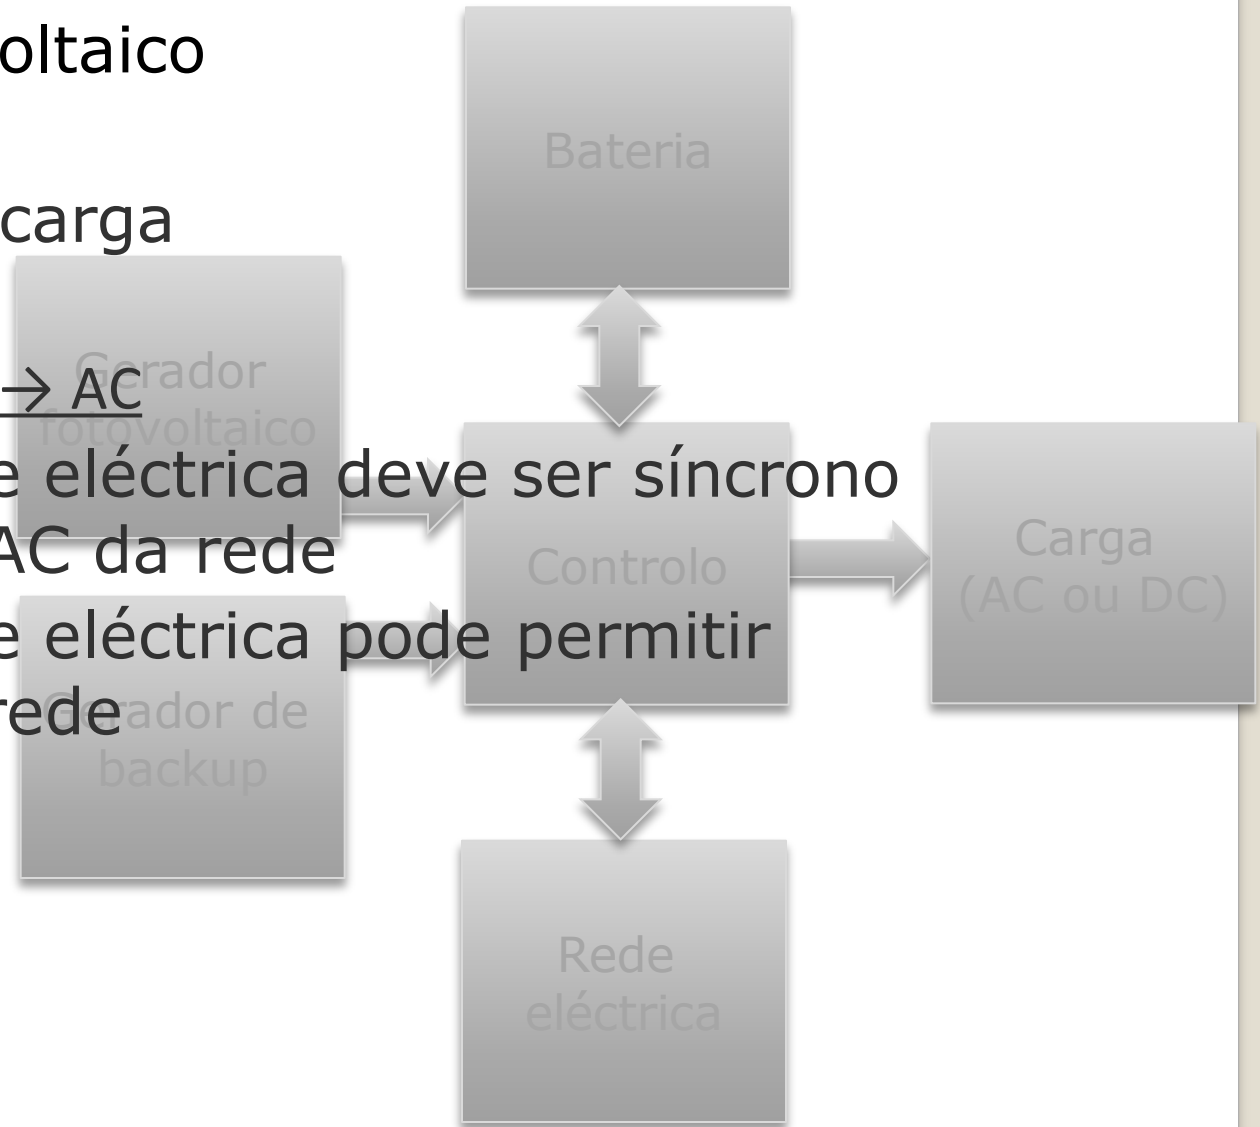 oltaico
Bateria
carga
Gerador
fotovoltaico
→ AC
e eléctrica deve ser síncrono
AC da rede
Controlo
Carga
(AC ou DC)
e eléctrica pode permitir
rede
Gerador de
backup
Rede
eléctrica